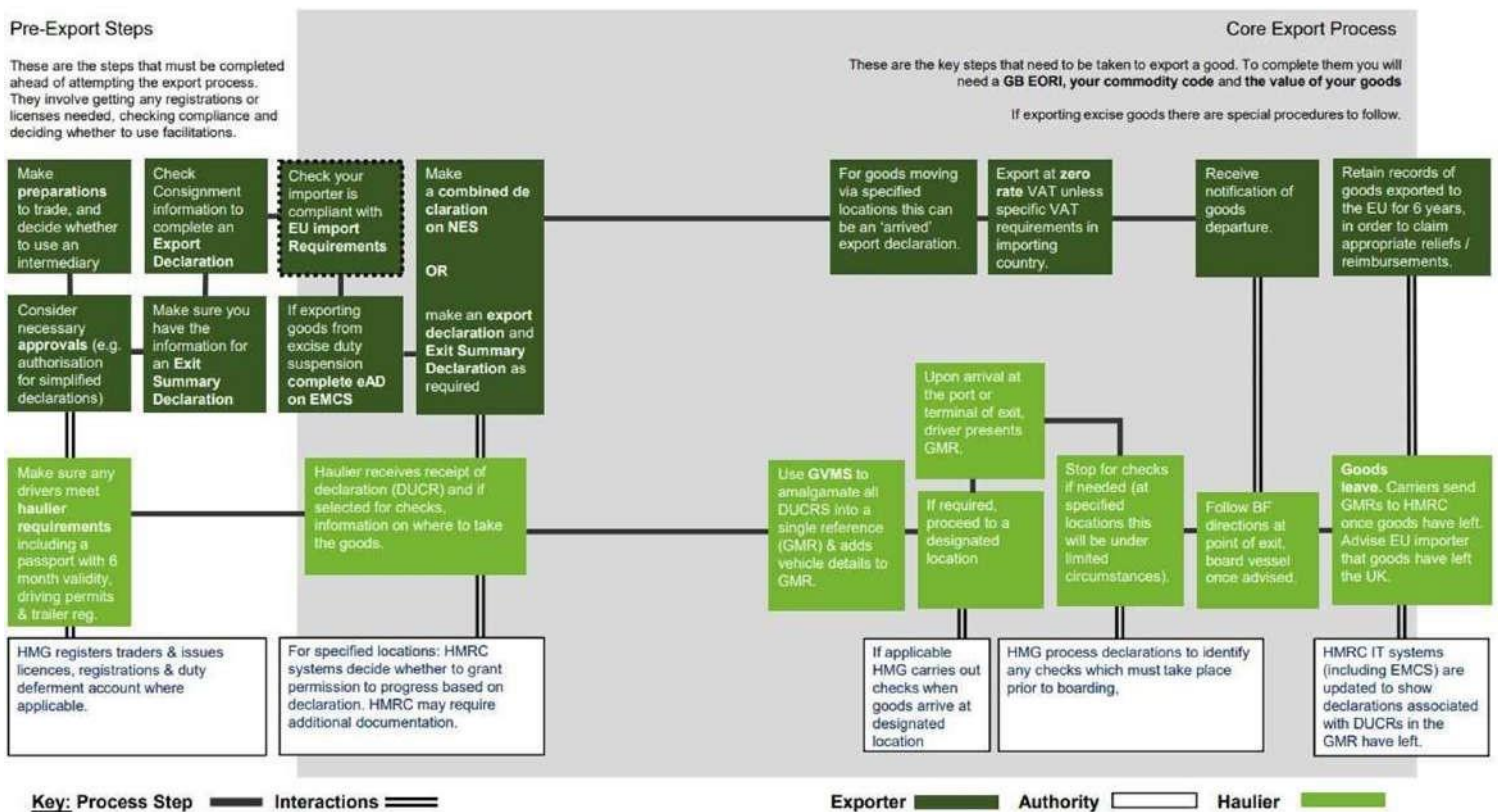 Pre-Export Steps
These are the steps that must be completed
ahead of attempting the export process.
They involve getting any registrations or
licenses needed, checking compliance and
deciding whether to use facilitations.
Core Export Process
These are the key steps that need to be taken to export a good. To complete them you will
need a GB EORI, your commodity code and the value of your goods
If exporting excise goods there are special procedures to follow.
Make
preparations
to trade, and
decide whether
to use an
intermediary
Check
Consignment
information to
complete an
Export
Declaration
Check your
importer is
compliant with
EU import
Requirements
Make
a combined de
claration
on NES
OR
make an export
declaration and
Exit Summary
Declaration as
required
For goods moving
via specified
locations this can
be an 'arrived'
export declaration.
Export at zero
rate VAT unless
specific VAT
requirements in
importing
country.
Receive
notification of
goods
departure.
Retain records of
goods exported to
the EU for 6 years,
in order to claim
appropriate reliefs /
reimbursements.
Consider
necessary
approvals (e.g.
authorisation
for simplified
declarations)
Make sure you
have the
information for
an Exit
Summary
Declaration
If exporting
goods from
excise duty
suspension
complete eAD
on EMCS
Upon arrival at
the port or
terminal of exit,
driver presents
GMR.
Make sure any
drivers meet
haulier
requirements
including a
passport with 6
month validity,
driving permits
& trailer reg.
Haulier receives receipt of
declaration (DUCR) and if
selected for checks,
information on where to take
the goods.
Use GVMS to
amalgamate all
DUCRS into a
single reference
(GMR) & adds
vehicle details to
GMR.
If required,
proceed to a
designated
location
Stop for checks
if needed (at
specified
locations this
will be under
limited
circumstances).
Follow BF
directions at
point of exit,
board vessel
once advised.
Goods
leave. Carriers send
GMRs to HMRC
once goods have left.
Advise EU importer
that goods have left
the UK.
HMG registers traders & issues
licences, registrations & duty
deferment account where
applicable.
For specified locations: HMRC
systems decide whether to grant
permission to progress based on
declaration. HMRC may require
additional documentation.
If applicable
HMG carries out
checks when
goods arrive at
designated
location
HMG process declarations to identify
any checks which must take place
prior to boarding,
HMRC IT systems
(including EMCS) are
updated to show
declarations associated
with DUCRs in the
GMR have left.
Key: Process Step Interactions Exporter Authority Haulier